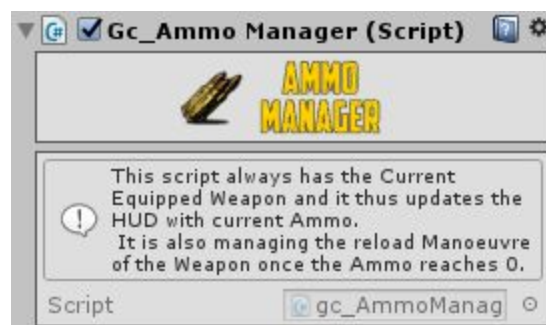 Gc_Ammo Manager (Script)
AMMO
MANAGER
This script always has the Current
Equipped Weapon and it thus updates the
HUD with current Ammo.
It is also managing the reload Manoeuvre
of the Weapon once the Ammo reaches 0.
Script gc_AmmoManag